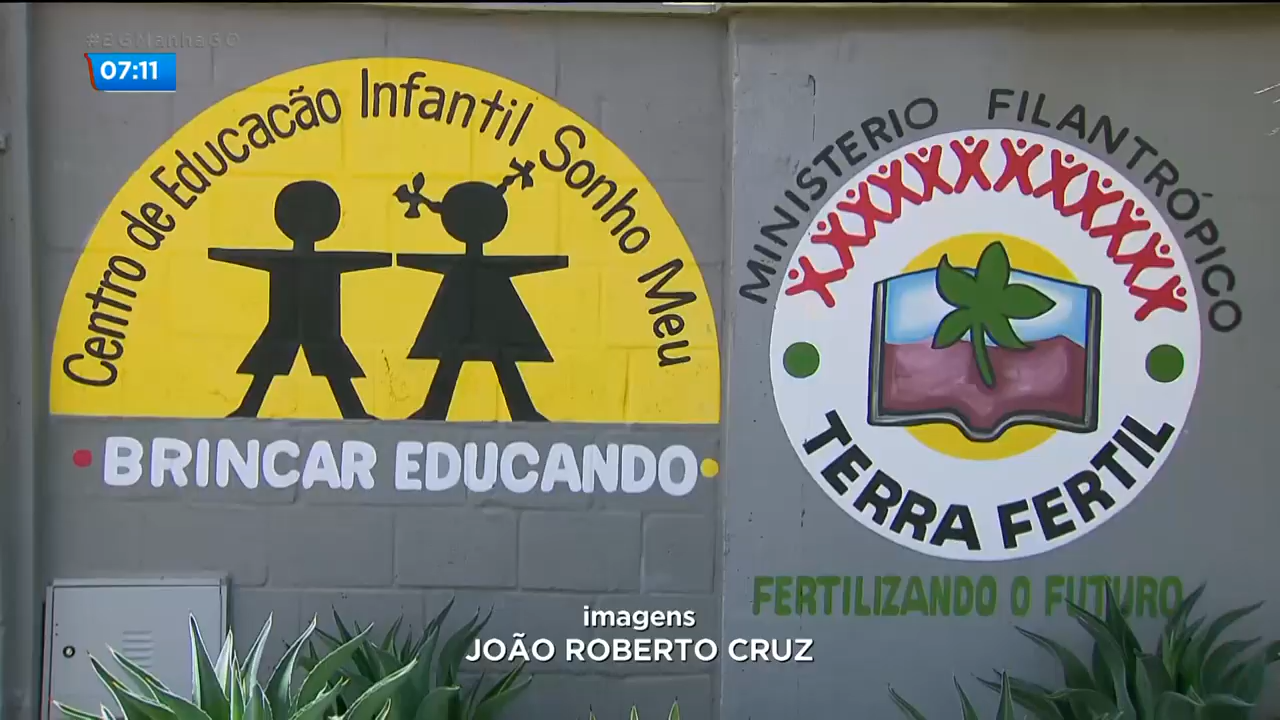 #EGManhaGO
07:11
Centro de Educacão Infantil Sonho Meu
BRINCAR EDUCANDO
MINISTERIO FILANTRÓPICO
TERRA FERTIL
FERTILIZANDO O FUTURO
imagens
JOÃO ROBERTO CRUZ